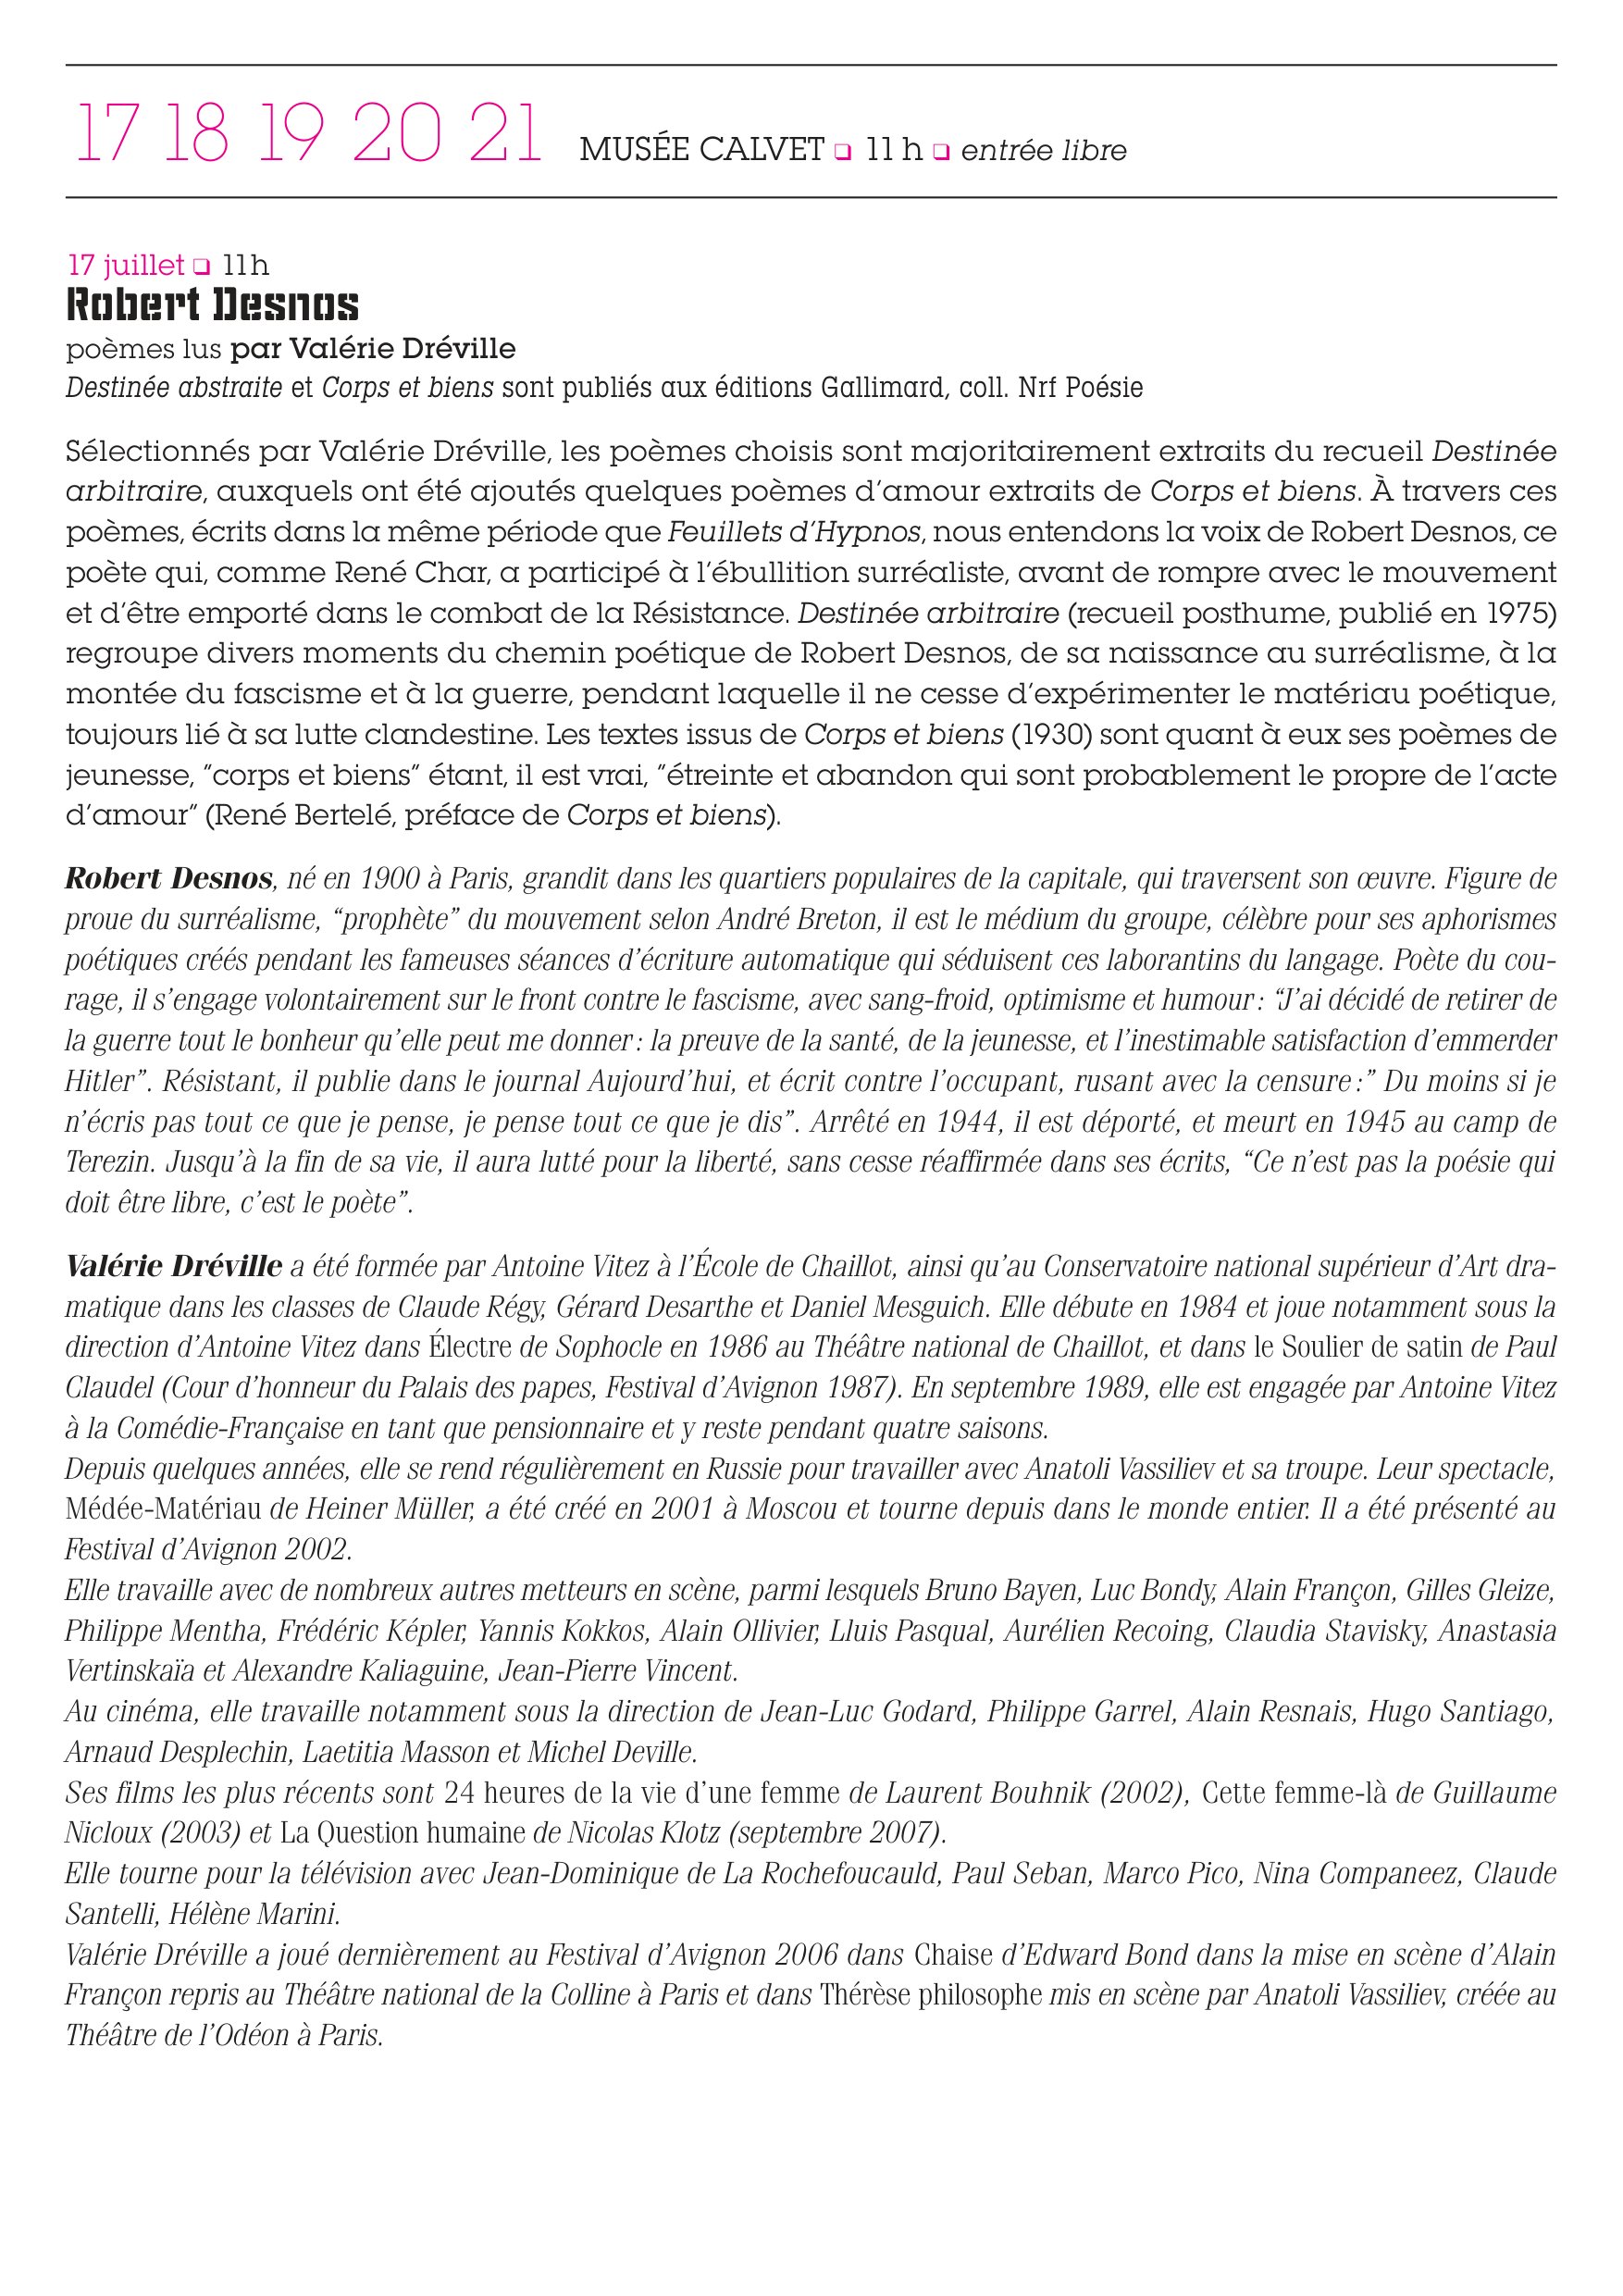 17 18 19 20 21 MUSÉE CALVET ❑ 11 h ❑ entrée libre
17 juillet ❑ 11h
Robert Desnos
poèmes lus par Valérie Dréville
Destinée abstraite et Corps et biens sont publiés aux éditions Gallimard, coll. Nrf Poésie
Sélectionnés par Valérie Dréville, les poèmes choisis sont majoritairement extraits du recueil Destinée
arbitraire, auxquels ont été ajoutés quelques poèmes d’amour extraits de Corps et biens. À travers ces
poèmes, écrits dans la même période que Feuillets d’Hypnos, nous entendons la voix de Robert Desnos, ce
poète qui, comme René Char, a participé à l’ébullition surréaliste, avant de rompre avec le mouvement
et d’être emporté dans le combat de la Résistance. Destinée arbitraire (recueil posthume, publié en 1975)
regroupe divers moments du chemin poétique de Robert Desnos, de sa naissance au surréalisme, à la
montée du fascisme et à la guerre, pendant laquelle il ne cesse d’expérimenter le matériau poétique,
toujours lié à sa lutte clandestine. Les textes issus de Corps et biens (1930) sont quant à eux ses poèmes de
jeunesse, “corps et biens” étant, il est vrai, “étreinte et abandon qui sont probablement le propre de l’acte
d’amour” (René Bertelé, préface de Corps et biens).
Robert Desnos, né en 1900 à Paris, grandit dans les quartiers populaires de la capitale, qui traversent son œuvre. Figure de
proue du surréalisme, “prophète” du mouvement selon André Breton, il est le médium du groupe, célèbre pour ses aphorismes
poétiques créés pendant les fameuses séances d’écriture automatique qui séduisent ces laborantins du langage. Poète du cou-
rage, il s’engage volontairement sur le front contre le fascisme, avec sang-froid, optimisme et humour : “J’ai décidé de retirer de
la guerre tout le bonheur qu’elle peut me donner : la preuve de la santé, de la jeunesse, et l’inestimable satisfaction d’emmerder
Hitler”. Résistant, il publie dans le journal Aujourd’hui, et écrit contre l’occupant, rusant avec la censure :” Du moins si je
n’écris pas tout ce que je pense, je pense tout ce que je dis”. Arrêté en 1944, il est déporté, et meurt en 1945 au camp de
Terezin. Jusqu’à la fin de sa vie, il aura lutté pour la liberté, sans cesse réaffirmée dans ses écrits, “Ce n’est pas la poésie qui
doit être libre, c’est le poète”.
Valérie Dréville a été formée par Antoine Vitez à l’École de Chaillot, ainsi qu’au Conservatoire national supérieur d’Art dra-
matique dans les classes de Claude Régy, Gérard Desarthe et Daniel Mesguich. Elle débute en 1984 et joue notamment sous la
direction d’Antoine Vitez dans Électre de Sophocle en 1986 au Théâtre national de Chaillot, et dans le Soulier de satin de Paul
Claudel (Cour d’honneur du Palais des papes, Festival d’Avignon 1987). En septembre 1989, elle est engagée par Antoine Vitez
à la Comédie-Française en tant que pensionnaire et y reste pendant quatre saisons.
Depuis quelques années, elle se rend régulièrement en Russie pour travailler avec Anatoli Vassiliev et sa troupe. Leur spectacle,
Médée-Matériau de Heiner Müller, a été créé en 2001 à Moscou et tourne depuis dans le monde entier. Il a été présenté au
Festival d’Avignon 2002.
Elle travaille avec de nombreux autres metteurs en scène, parmi lesquels Bruno Bayen, Luc Bondy, Alain Françon, Gilles Gleize,
Philippe Mentha, Frédéric Képler, Yannis Kokkos, Alain Ollivier, Lluis Pasqual, Aurélien Recoing, Claudia Stavisky, Anastasia
Vertinskaïa et Alexandre Kaliaguine, Jean-Pierre Vincent.
Au cinéma, elle travaille notamment sous la direction de Jean-Luc Godard, Philippe Garrel, Alain Resnais, Hugo Santiago,
Arnaud Desplechin, Laetitia Masson et Michel Deville.
Ses films les plus récents sont 24 heures de la vie d’une femme de Laurent Bouhnik (2002), Cette femme-là de Guillaume
Nicloux (2003) et La Question humaine de Nicolas Klotz (septembre 2007).
Elle tourne pour la télévision avec Jean-Dominique de La Rochefoucauld, Paul Seban, Marco Pico, Nina Companeez, Claude
Santelli, Hélène Marini.
Valérie Dréville a joué dernièrement au Festival d’Avignon 2006 dans Chaise d’Edward Bond dans la mise en scène d’Alain
Françon repris au Théâtre national de la Colline à Paris et dans Thérèse philosophe mis en scène par Anatoli Vassiliev, créée au
Théâtre de l’Odéon à Paris.